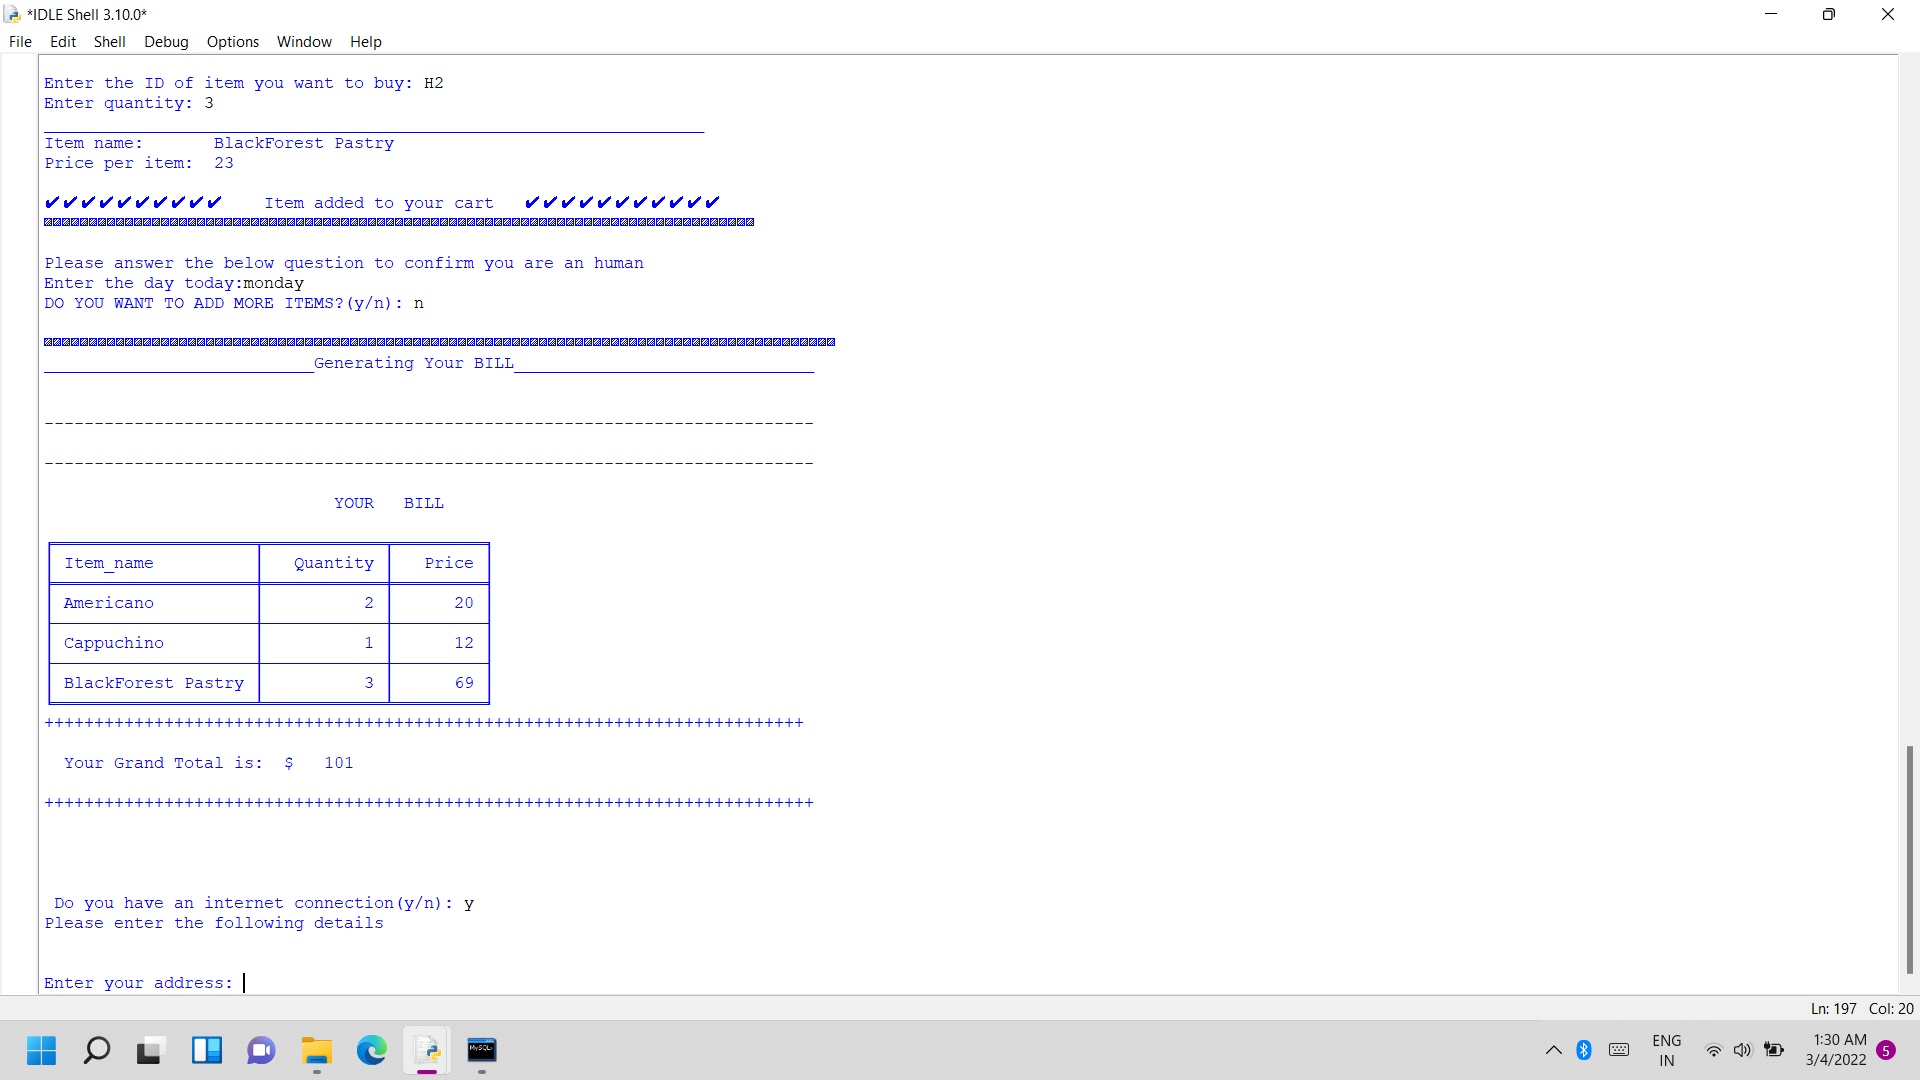 *IDLE Shell 3.10.0*
File Edit Shell Debug Options Window Help
Enter the ID of item you want to buy: H2
Enter quantity: 3
Item name: BlackForest Pastry
Price per item: 23
✔✔✔✔✔✔✔✔✔✔ Item added to your cart ✔✔✔✔✔✔✔✔✔✔✔
Please answer the below question to confirm you are an human
Enter the day today:monday
DO YOU WANT TO ADD MORE ITEMS?(y/n): n
___________________________Generating Your BILL______________________________
-----------------------------------------------------------------------------
-----------------------------------------------------------------------------
YOUR BILL
Item_name Quantity Price
Americano 2 20
Cappuchino 1 12
BlackForest Pastry 3 69
++++++++++++++++++++++++++++++++++++++++++++++++++++++++++++++++++++++++++++
Your Grand Total is: $ 101
+++++++++++++++++++++++++++++++++++++++++++++++++++++++++++++++++++++++++++++
Do you have an internet connection(y/n): y
Please enter the following details
Enter your address:
Ln: 197 Col: 20
MySQL
ENG
IN
1:30 AM
3/4/2022
5